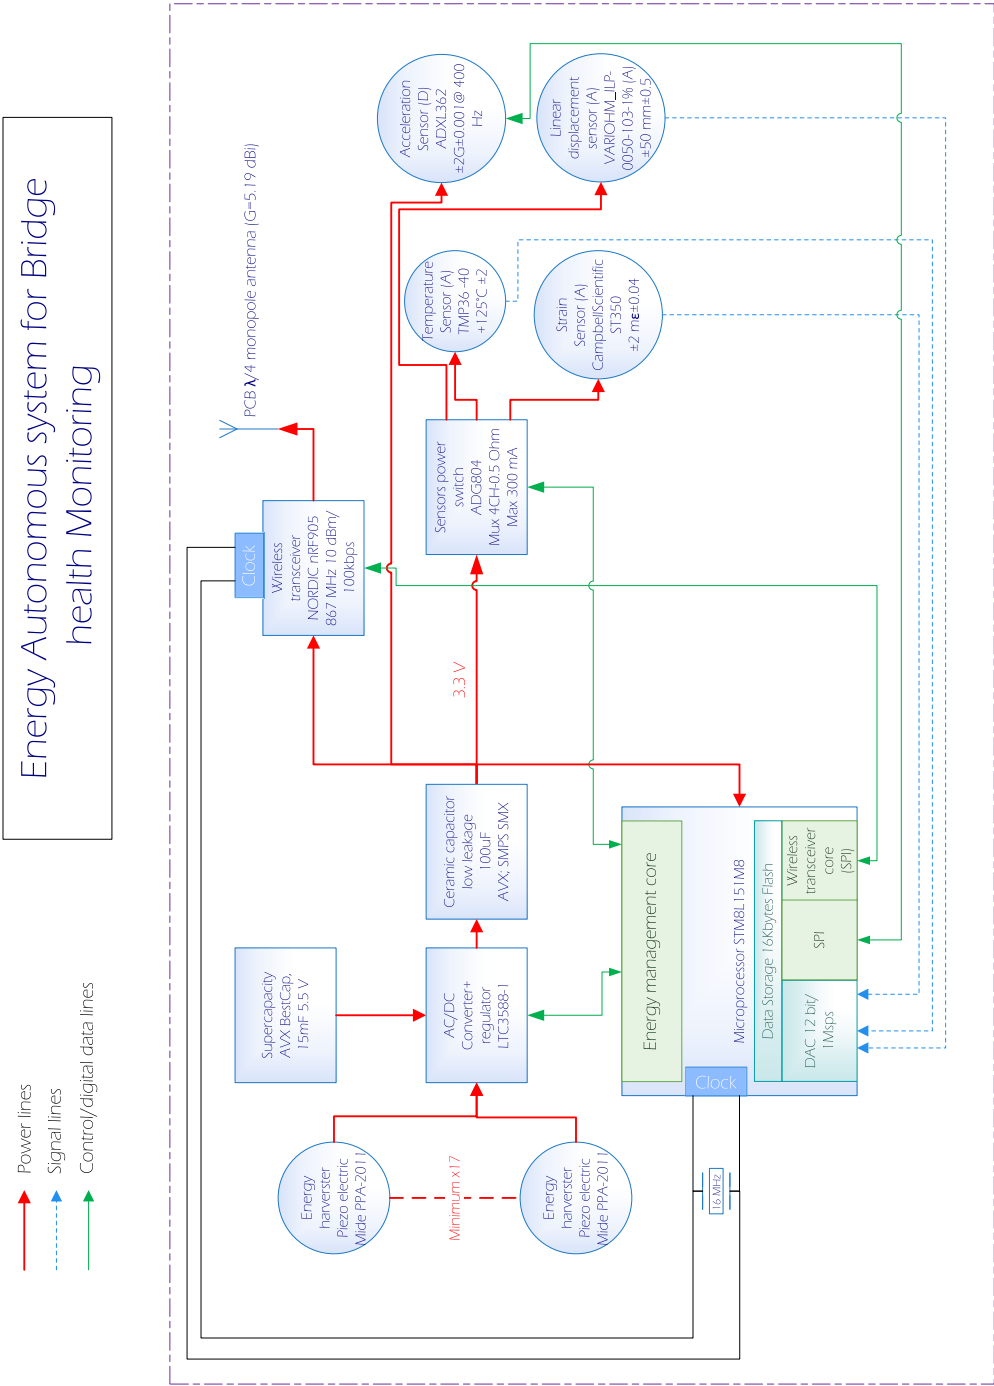 Energy Autonomous system for Bridge
health Monitoring
Power lines
Signal lines
Control/digital data lines
PCB λ/4 monopole antenna (G=5.19 dBi)
Clock
Wireless
transceiver
NORDIC nRF905
867 MHz 10 dBm/
100kbps
Acceleration
Sensor (D)
ADXL362
±2G±0.001@ 400
Hz
Linear
displacement
sensor (A)
VARIOHM_ILP-
0050-103-1% (A)
±50 mm±0.5
Temperature
Sensor (A)
TMP36 -40
+125°C ±2
Strain
Sensor (A)
CampbellScientific
ST350
±2 mε±0.04
Sensors power
switch
ADG804
Mux 4CH-0.5 Ohm
Max 300 mA
3.3 V
Supercapacity
AVX BestCap,
15mF 5.5 V
Ceramic capacitor
low leakage
100uF
AVX; SMPS SMX
AC/DC
Converter+
regulator
LTC3588-1
Energy
harverster
Piezo electric
Mide PPA-2011
Minimum x17
Energy
harverster
Piezo electric
Mide PPA-2011
Energy management core
Microprocessor STM8L151M8
Data Storage 16Kbytes Flash
DAC 12 bit/
1Msps
SPI
Wireless
transceiver
core
(SPI)
Clock
16 MHz